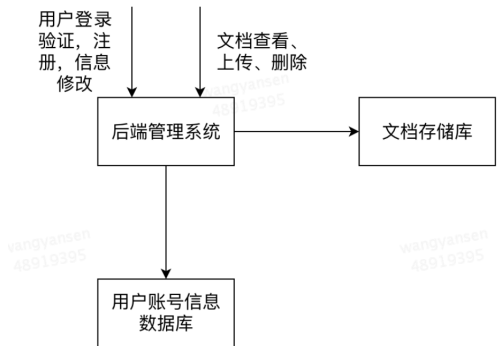 用户登录
验证，注
册，信息
修改
文档查看、
上传、删除
wangyansen
48919395
后端管理系统
文档存储库
wangyansen
48919395
wangyansen
48919395
用户账号信息
数据库